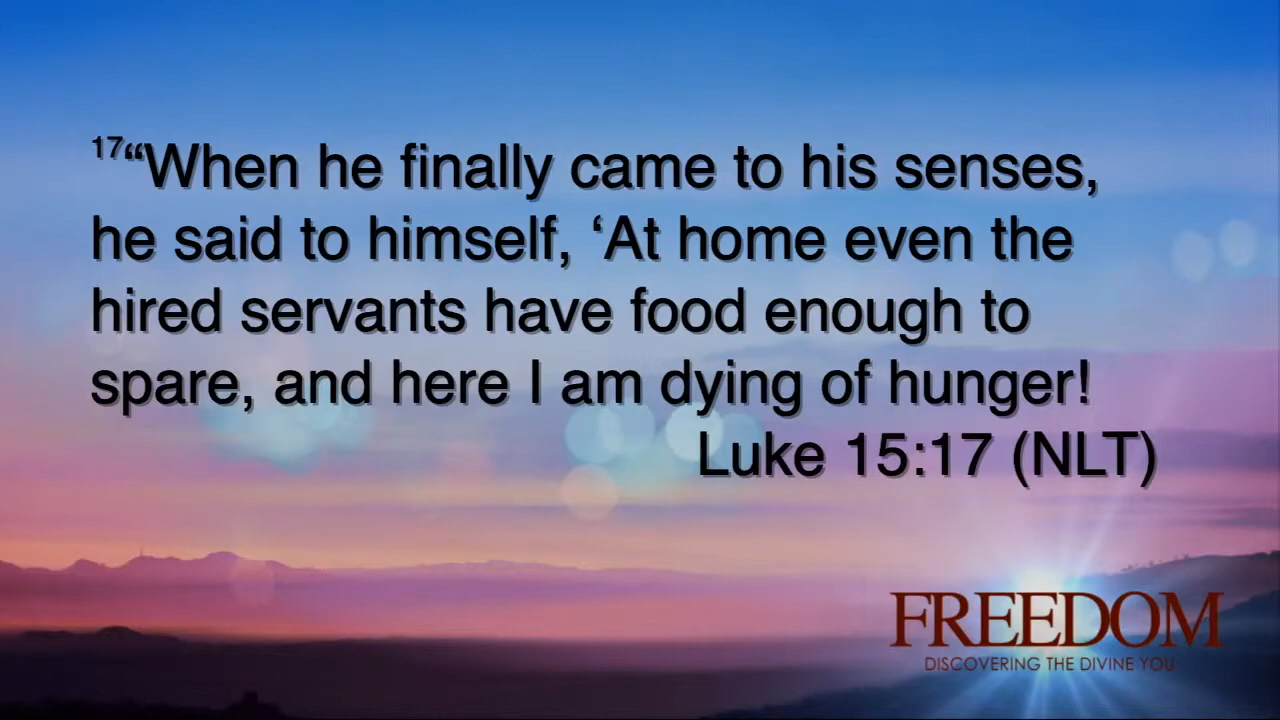 17“When he finally came to his senses,
he said to himself, ‘At home even the
hired servants have food enough to
spare, and here I am dying of hunger!
Luke 15:17 (NLT)
FREEDOM
DISCOVERING THE DIVINE YOU